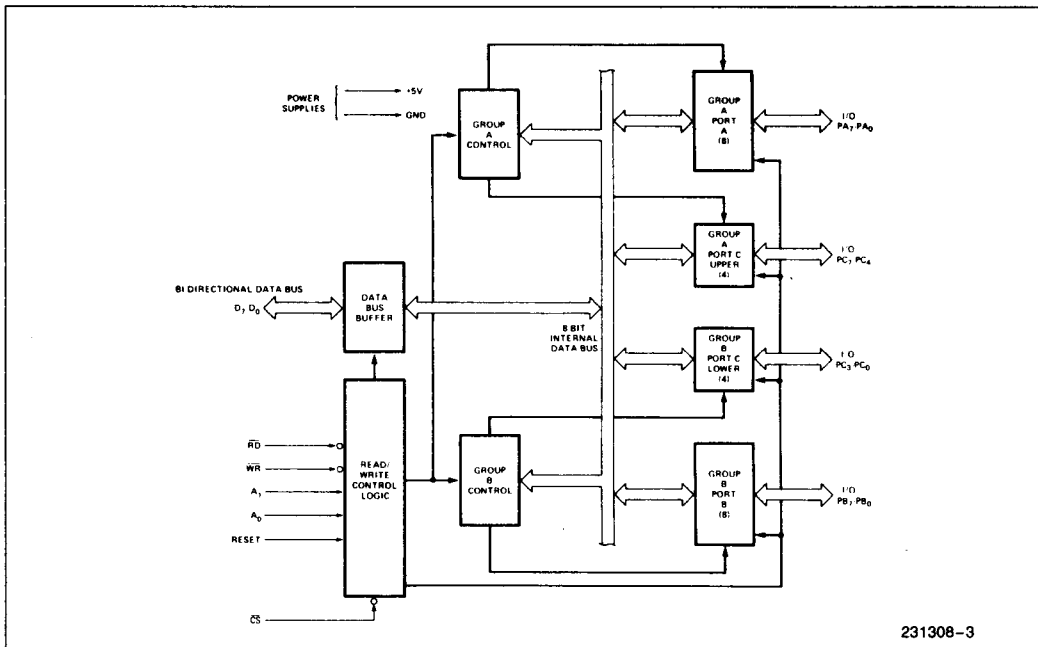 POWER
SUPPLIES
+5V
GND
GROUP
A
CONTROL
GROUP
A
PORT
A
(8)
I/O
PA7-PA0
GROUP
A
PORT C
UPPER
(4)
I/O
PC7-PC4
BI DIRECTIONAL DATA BUS
D7-D0
DATA
BUS
BUFFER
8 BIT
INTERNAL
DATA BUS
GROUP
B
PORT C
LOWER
(4)
I/O
PC3-PC0
RD
WR
A1
A0
RESET
CS
READ/
WRITE
CONTROL
LOGIC
GROUP
B
CONTROL
GROUP
B
PORT
B
(8)
I/O
PB7-PB0
231308-3